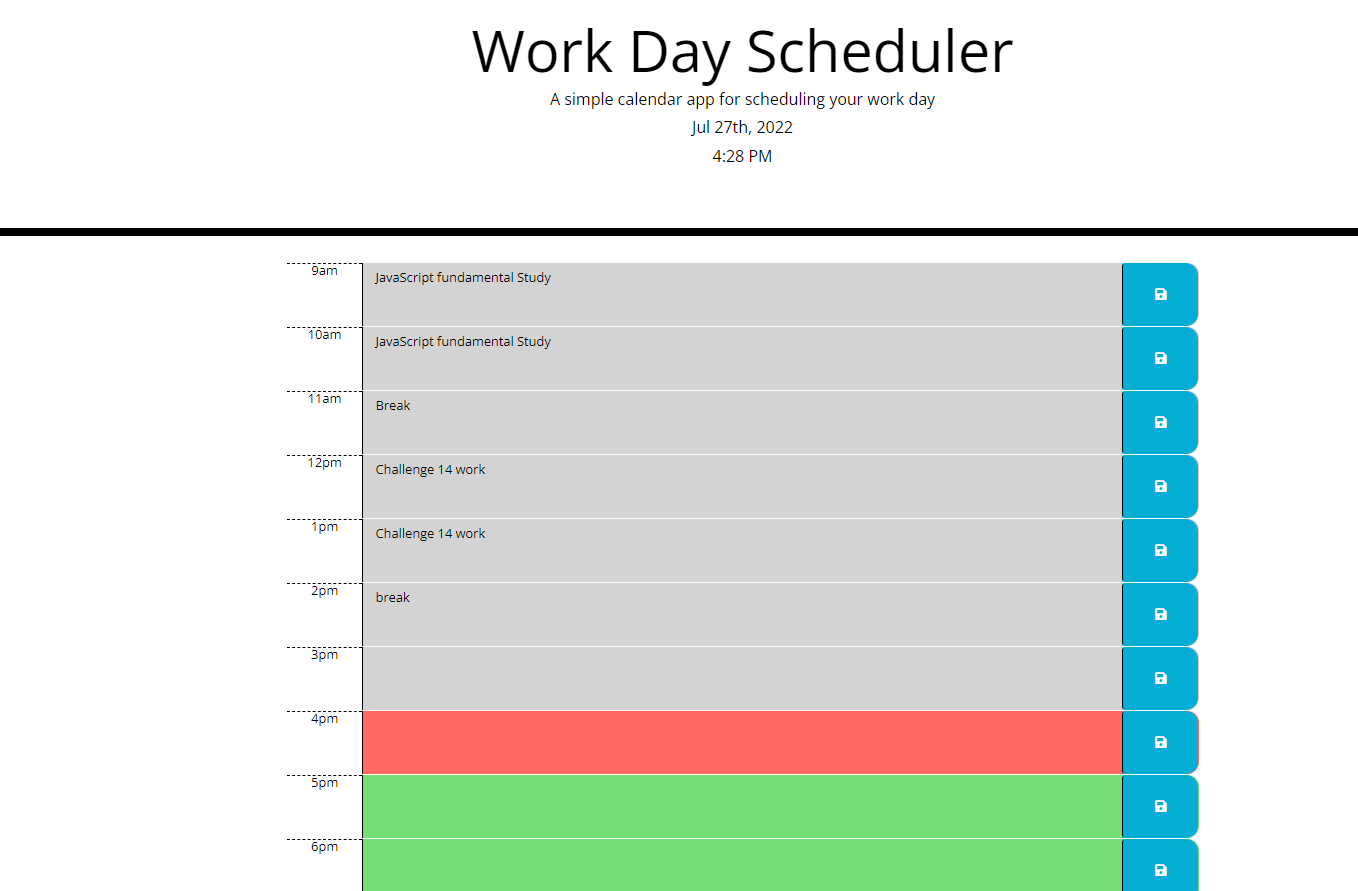 Work Day Scheduler
A simple calendar app for scheduling your work day
Jul 27th, 2022
4:28 PM
9am JavaScript fundamental Study
10am JavaScript fundamental Study
11am Break
12pm Challenge 14 work
1pm Challenge 14 work
2pm break
3pm
4pm
5pm
6pm